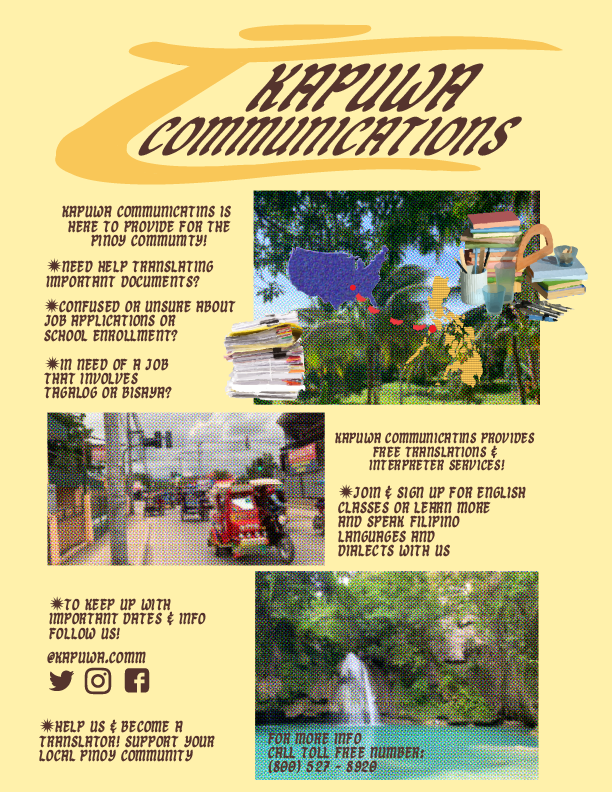 KAPUWA
COMMUNICATIONS
KAPUWA COMMUNICATINS IS
HERE TO PROVIDE FOR THE
PINOY COMMUNITY!
✷NEED HELP TRANSLATING
IMPORTANT DOCUMENTS?
✷CONFUSED OR UNSURE ABOUT
JOB APPLICATIONS OR
SCHOOL ENROLLMENT?
✷IN NEED OF A JOB
THAT INVOLVES
TAGALOG OR BISAYA?
KAPUWA COMMUNICATINS PROVIDES
FREE TRANSLATIONS &
INTERPRETER SERVICES!
✷JOIN & SIGN UP FOR ENGLISH
CLASSES OR LEARN MORE
AND SPEAK FILIPINO
LANGUAGES AND
DIALECTS WITH US
✷TO KEEP UP WITH
IMPORTANT DATES & INFO
FOLLOW US!
@KAPUWA.COMM
✷HELP US & BECOME A
TRANSLATOR! SUPPORT YOUR
LOCAL PINOY COMMUNITY
FOR MORE INFO
CALL TOLL FREE NUMBER:
(800) 527 - 8920